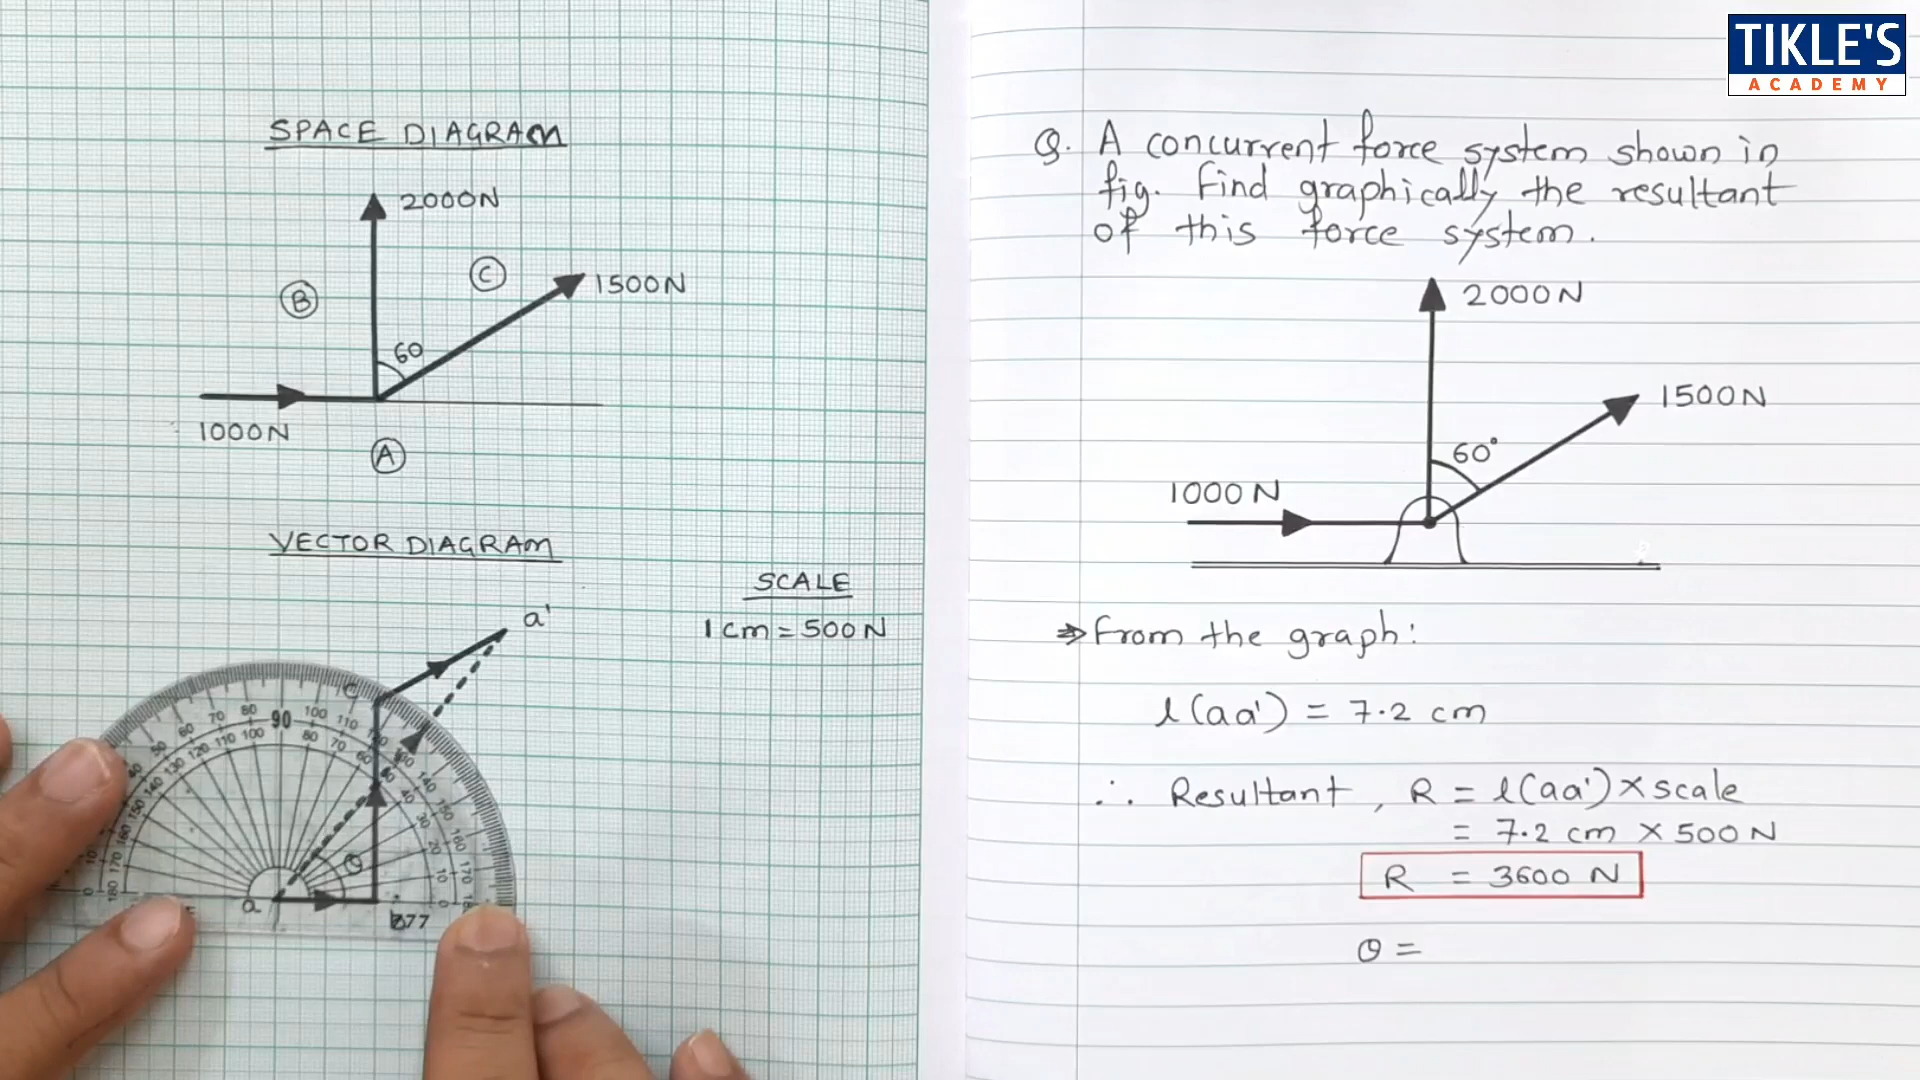 TIKLE'S
ACADEMY
SPACE DIAGRAM
2000N
C
1500N
B
60
1000N
A
VECTOR DIAGRAM
SCALE
1 cm = 500 N
a'
c
θ
a
b
Q. A concurrent force system shown in
fig. Find graphically the resultant
of this force system.
2000N
1500N
60°
1000 N
⇒ From the graph:
l(aa') = 7.2 cm
∴ Resultant, R = l(aa') × scale
= 7.2 cm × 500 N
R = 3600 N
θ =